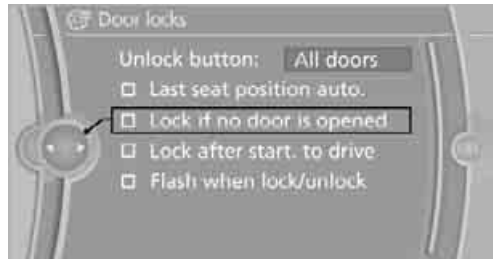 Door locks
Unlock button: All doors
Last seat position auto.
Lock if no door is opened
Lock after start. to drive
Flash when lock/unlock